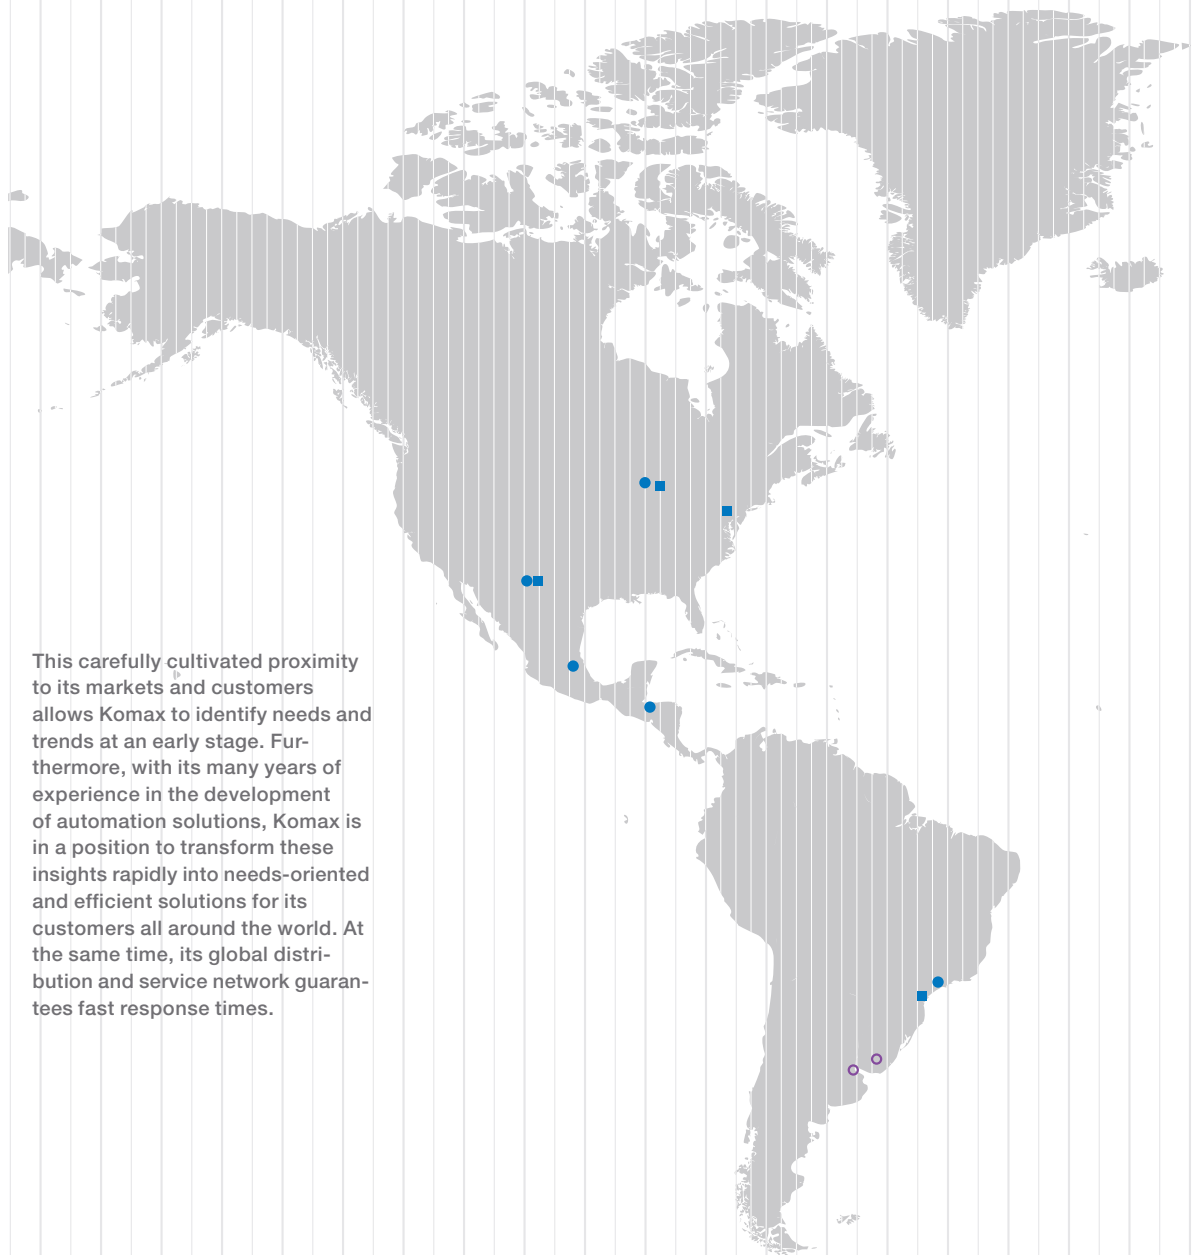 This carefully cultivated proximity
to its markets and customers
allows Komax to identify needs and
trends at an early stage. Fur-
thermore, with its many years of
experience in the development
of automation solutions, Komax is
in a position to transform these
insights rapidly into needs-oriented
and efficient solutions for its
customers all around the world. At
the same time, its global distri-
bution and service network guaran-
tees fast response times.